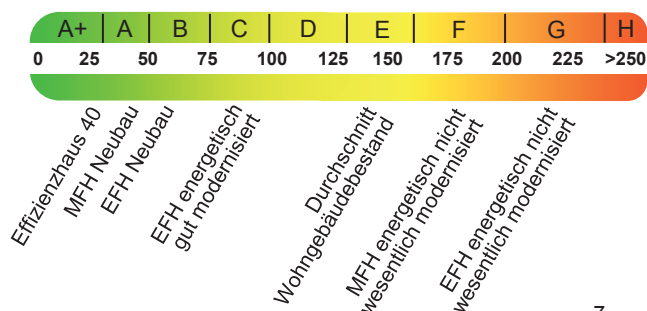 A+ A B C D E F G H
0 25 50 75 100 125 150 175 200 225 >250
Effizienzhaus 40
MFH Neubau
EFH Neubau
EFH energetisch
gut modernisiert
Durchschnitt
Wohngebäudebestand
MFH energetisch nicht
wesentlich modernisiert
EFH energetisch nicht
wesentlich modernisiert